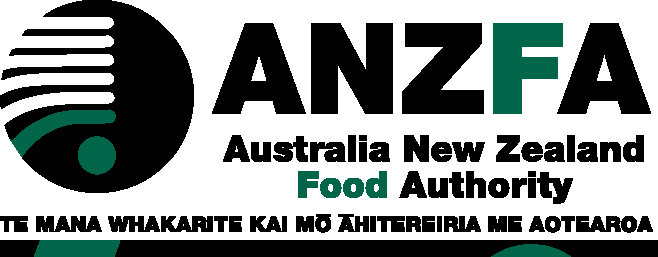 ANZFA
Australia New Zealand
Food Authority
TE MANA WHAKARITE KAI MŌ ĀHITEREIRIA ME AOTEAROA